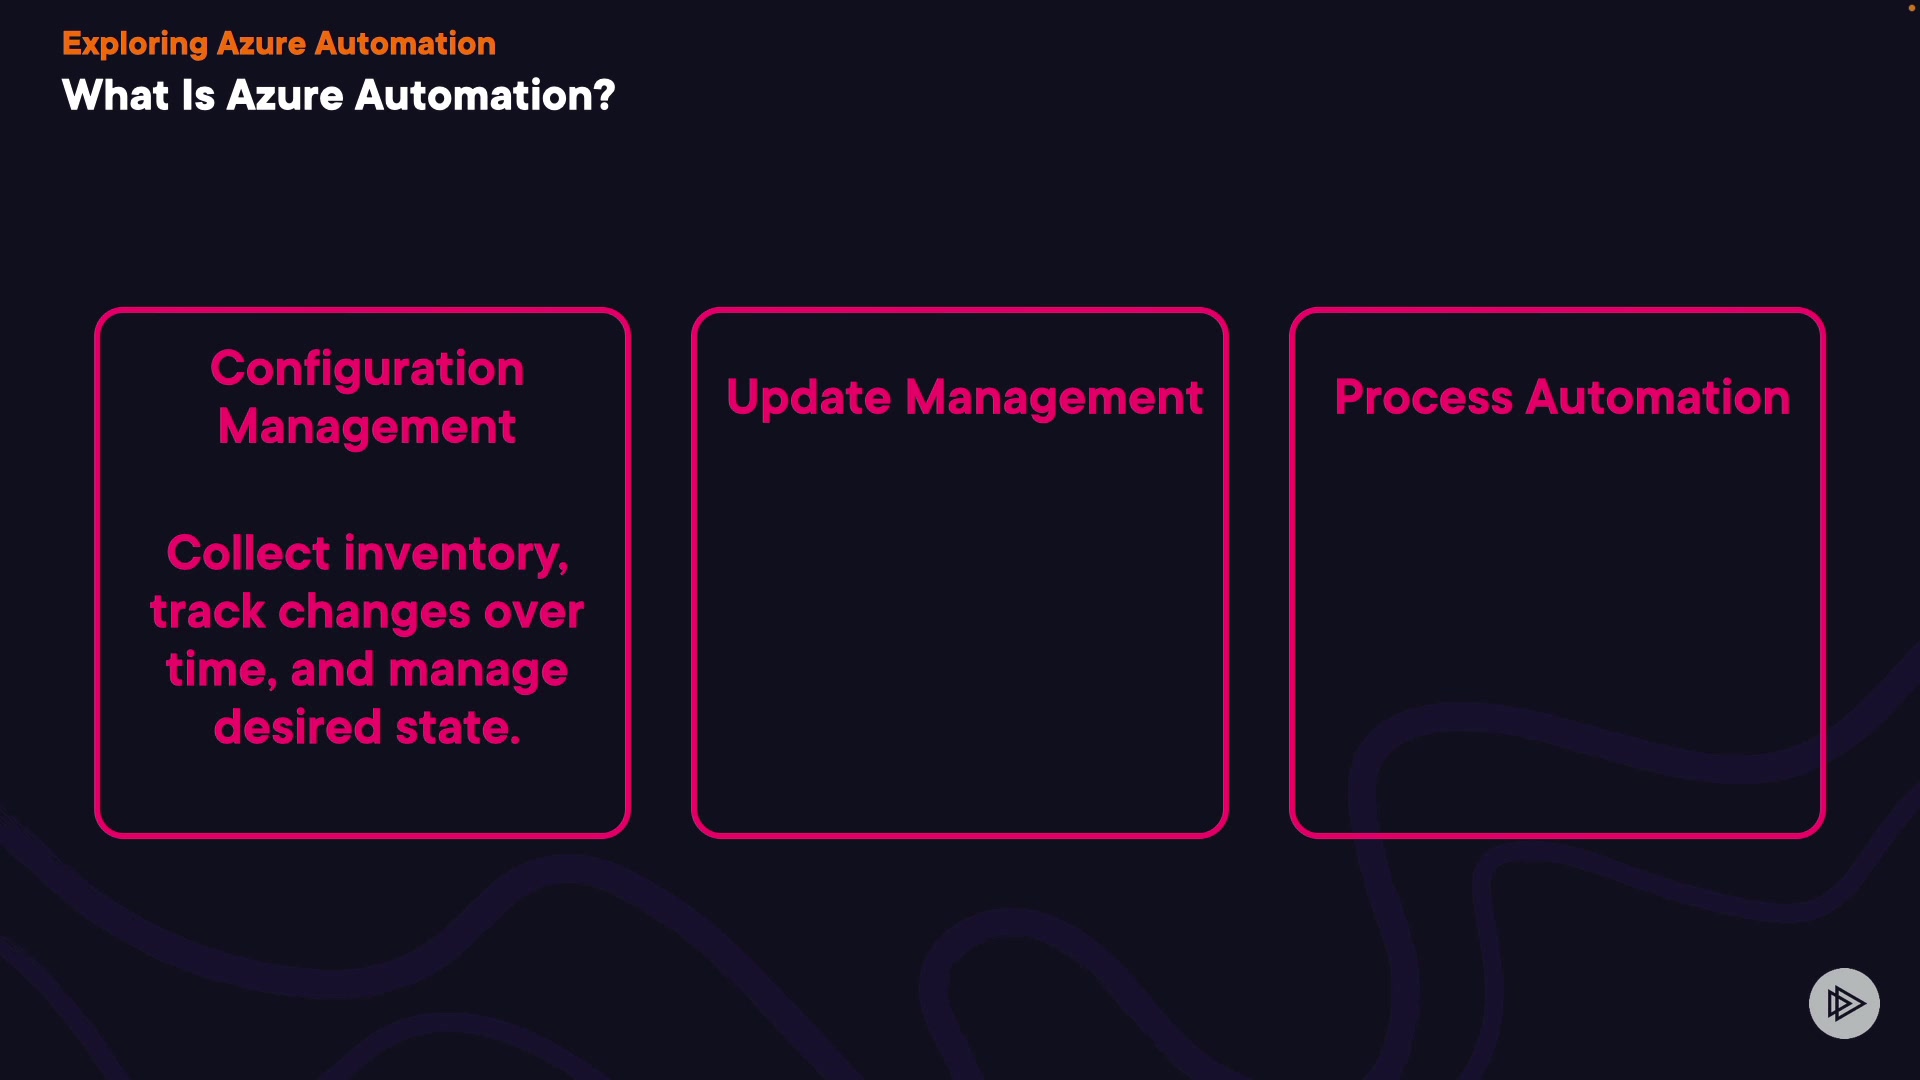 Exploring Azure Automation
What Is Azure Automation?
Configuration
Management
Collect inventory,
track changes over
time, and manage
desired state.
Update Management
Process Automation